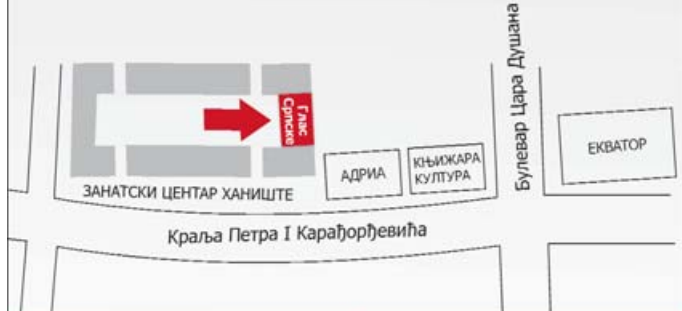 Глас
Српске
ЗАНАТСКИ ЦЕНТАР ХАНИШТЕ
АДРИА
КЊИЖАРА
КУЛТУРА
Булевар Цара Душана
ЕКВАТОР
Краља Петра I Карађорђевића